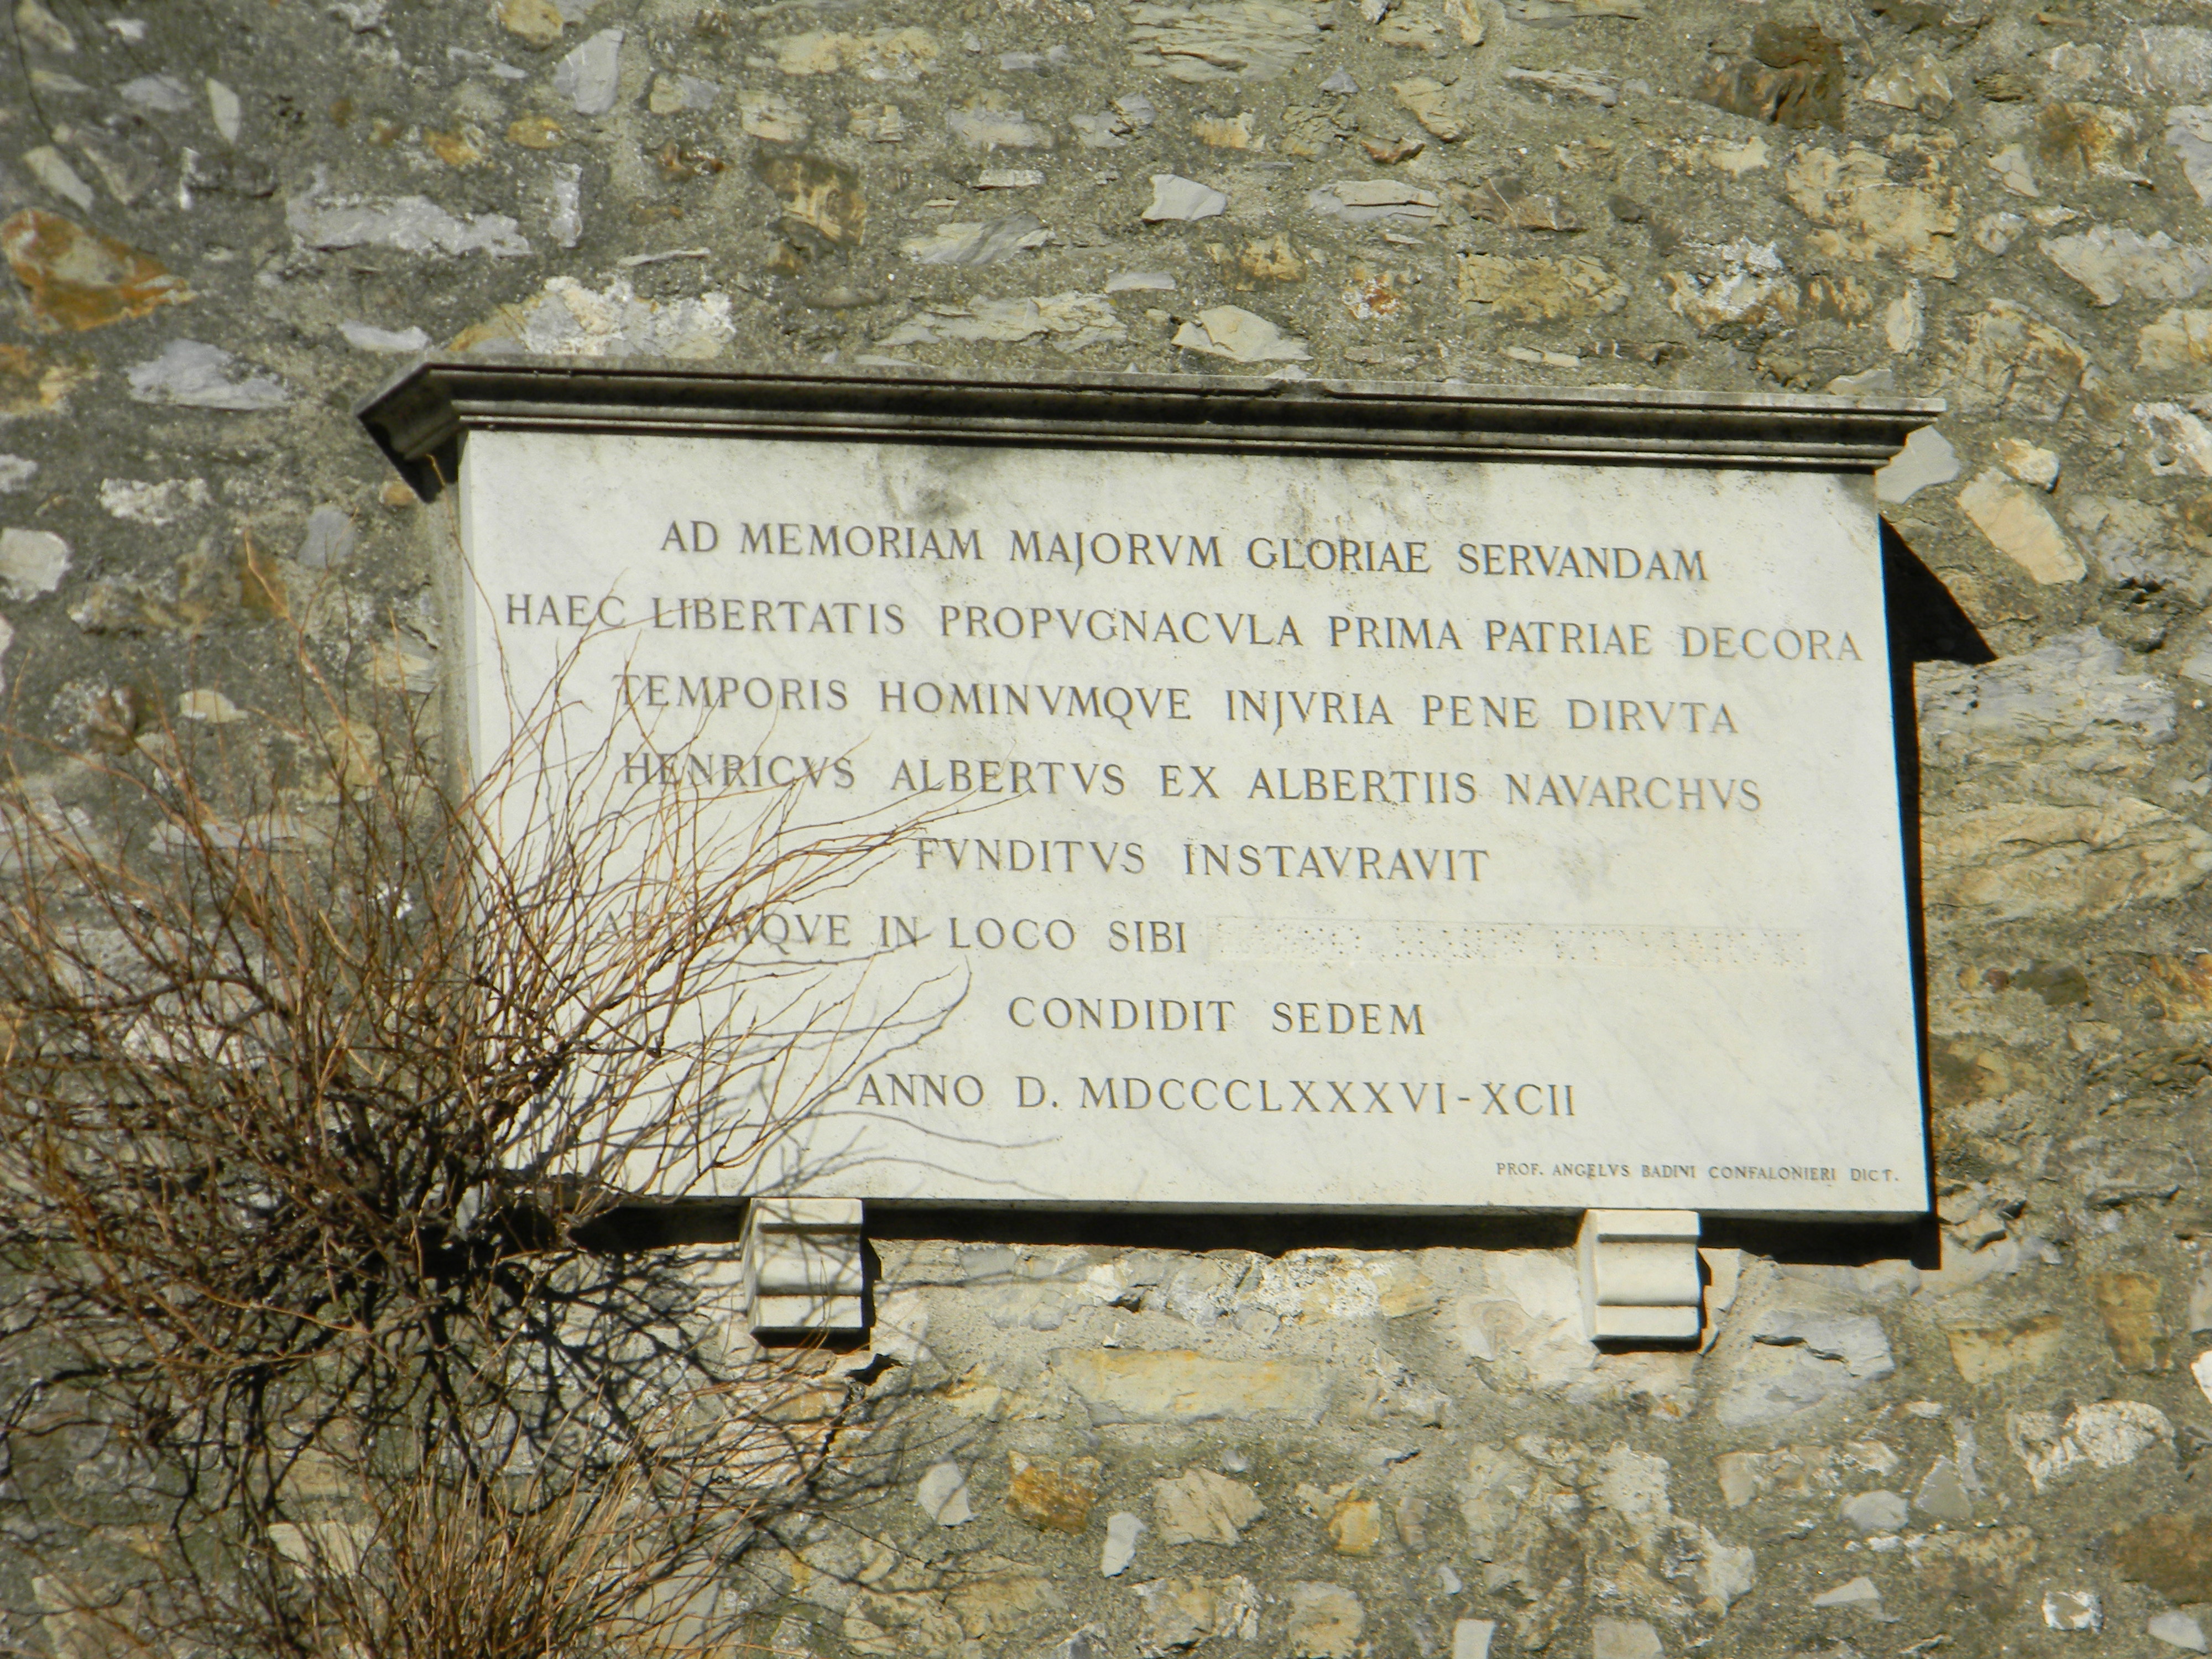 AD MEMORIAM MAJORVM GLORIAE SERVANDAM
HAEC LIBERTATIS PROPVGNACVLA PRIMA PATRIAE DECORA
TEMPORIS HOMINVMQVE INJVRIA PENE DIRVTA
HENRICVS ALBERTVS EX ALBERTIIS NAVARCHVS
FVNDITVS INSTAVRAVIT
IN LOCO SIBI
CONDIDIT SEDEM
ANNO D. MDCCCLXXXVI-XCII
PROF. ANGELVS BADINI CONFALONIERI DICT.